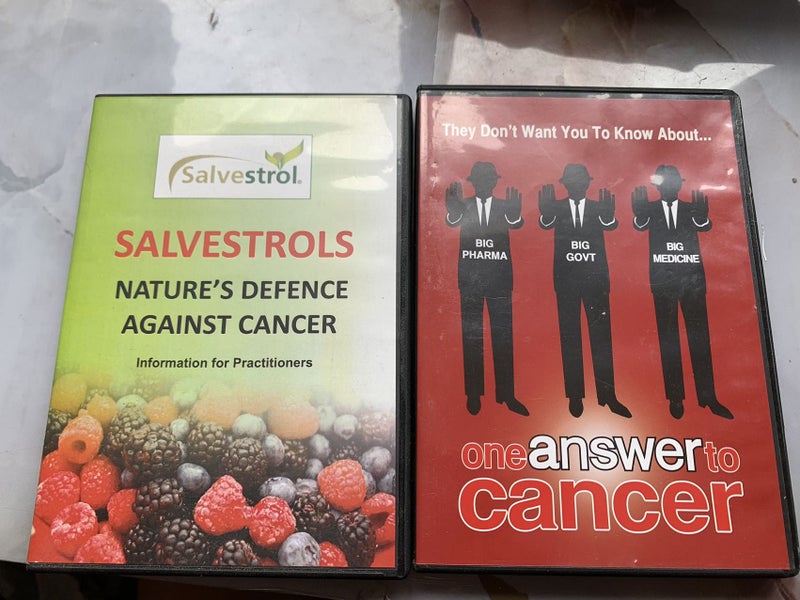 Salvestrol®
SALVESTROLS
NATURE'S DEFENCE
AGAINST CANCER
Information for Practitioners
They Don't Want You To Know About...
BIG
PHARMA
BIG
GOVT
BIG
MEDICINE
one answer to
cancer